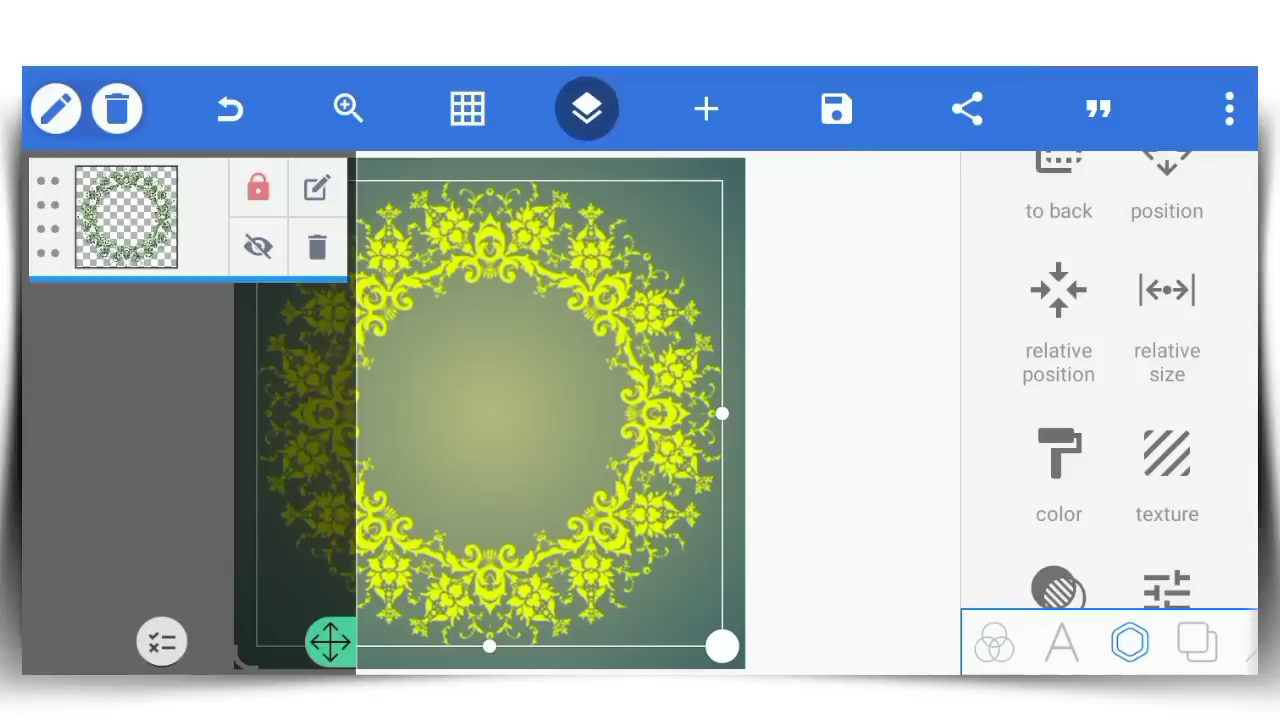 to back
position
relative
position
relative
size
color
texture